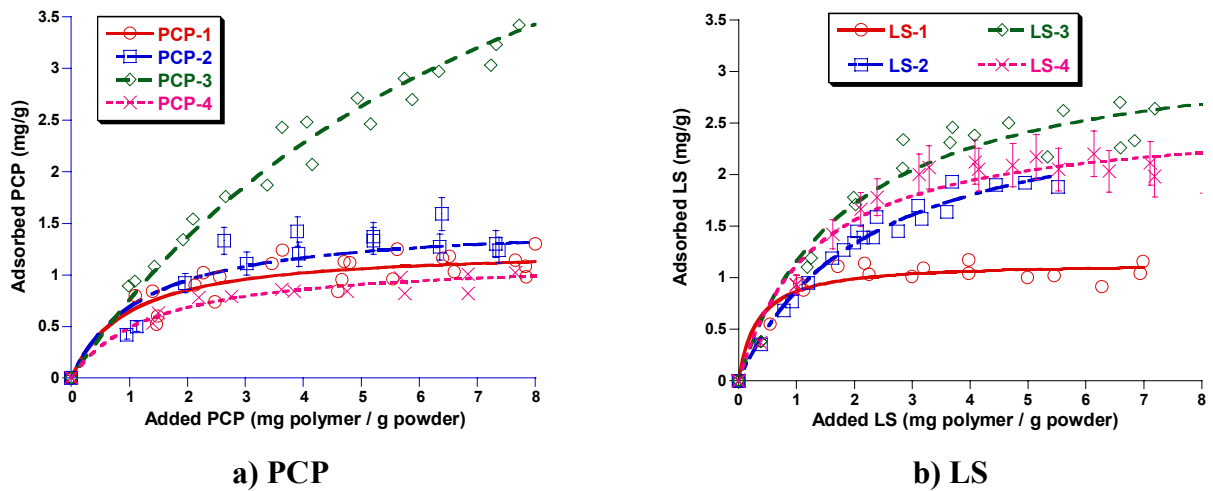 3.5
3
2.5
2
1.5
1
0.5
0
0 1 2 3 4 5 6 7 8
Adsorbed PCP (mg/g)
Added PCP (mg polymer / g powder)
PCP-1
PCP-2
PCP-3
PCP-4
a) PCP
3.5
3
2.5
2
1.5
1
0.5
0
0 1 2 3 4 5 6 7 8
Adsorbed LS (mg/g)
Added LS (mg polymer / g powder)
LS-1 LS-3
LS-2 LS-4
b) LS